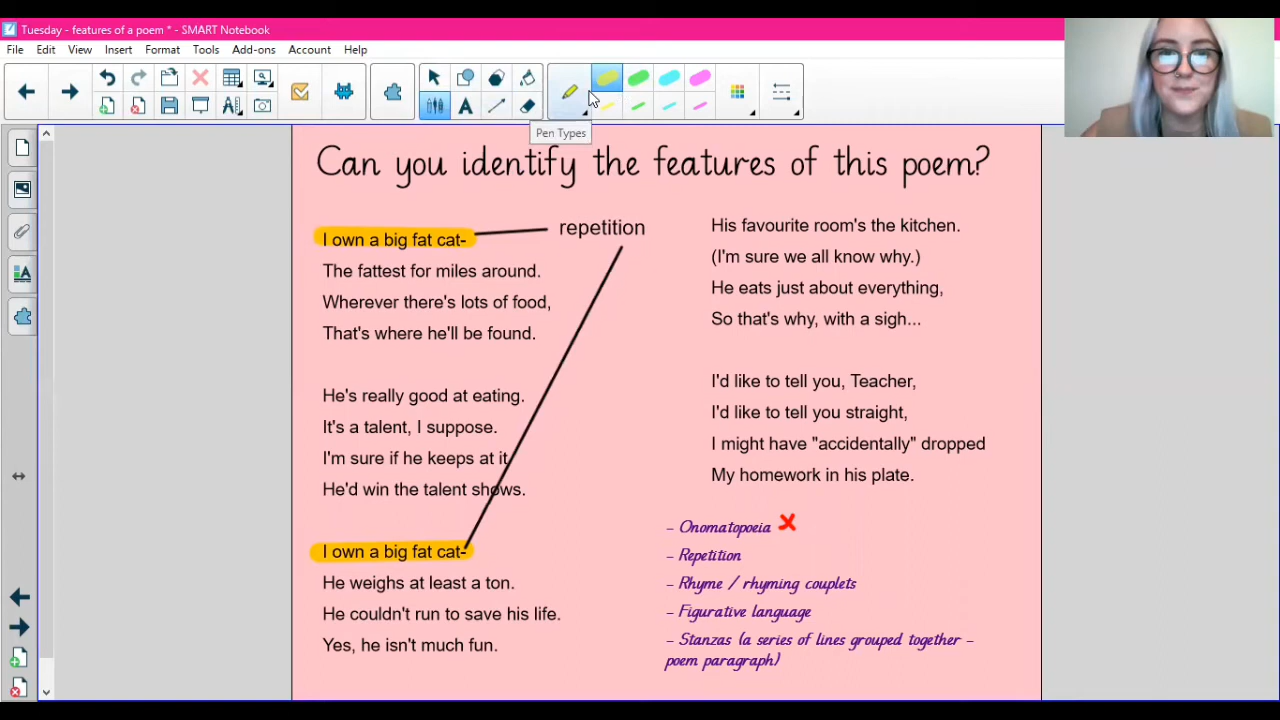 Tuesday - features of a poem * - SMART Notebook
File Edit View Insert Format Tools Add-ons Account Help
Pen Types
Can you identify the features of this poem?
I own a big fat cat-
The fattest for miles around.
Wherever there's lots of food,
That's where he'll be found.
He's really good at eating.
It's a talent, I suppose.
I'm sure if he keeps at it,
He'd win the talent shows.
I own a big fat cat-
He weighs at least a ton.
He couldn't run to save his life.
Yes, he isn't much fun.
repetition
His favourite room's the kitchen.
(I'm sure we all know why.)
He eats just about everything,
So that's why, with a sigh...
I'd like to tell you, Teacher,
I'd like to tell you straight,
I might have "accidentally" dropped
My homework in his plate.
- Onomatopoeia
- Repetition
- Rhyme / rhyming couplets
- Figurative language
- Stanzas (a series of lines grouped together -
poem paragraph)